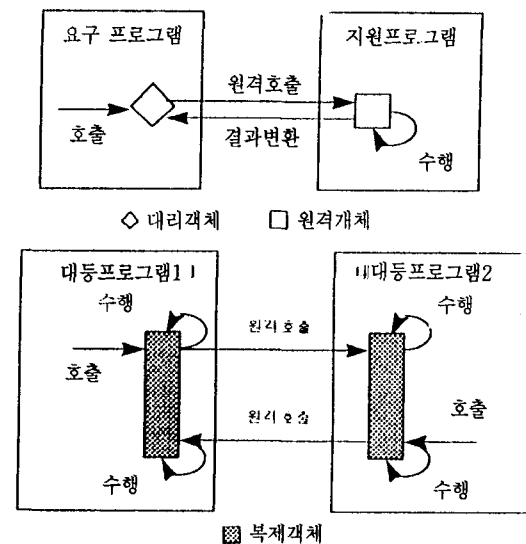 요구 프로그램
지원프로그램
원격호출
호출
결과변환
수행
대리객체
원격개체
대등프로그램1
대등프로그램2
수행
수행
원격호출
호출
호출
원격호출
수행
수행
복제객체